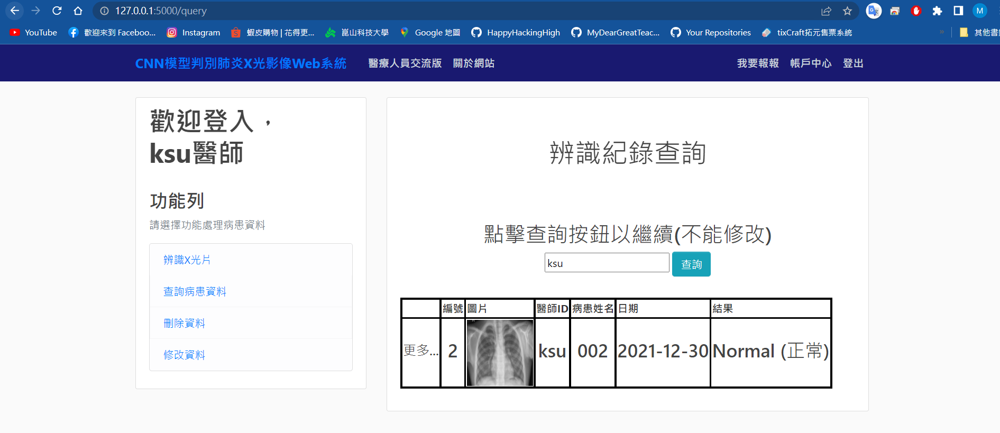 127.0.0.1:5000/query
M
YouTube
歡迎來到 Faceboo...
Instagram
蝦皮購物 | 花得更...
崑山科技大學
Google 地圖
HappyHackingHigh
MyDearGreatTeac...
Your Repositories
tixCraft拓元售票系統
»
其他書
CNN模型判別肺炎X光影像Web系統
醫療人員交流版
關於網站
我要報報
帳戶中心
登出
歡迎登入，
ksu醫師
功能列
請選擇功能處理病患資料
辨識X光片
查詢病患資料
刪除資料
修改資料
辨識紀錄查詢
點擊查詢按鈕以繼續(不能修改)
ksu
查詢
編號 圖片 醫師ID 病患姓名 日期 結果
更多... 2 ksu 002 2021-12-30 Normal (正常)